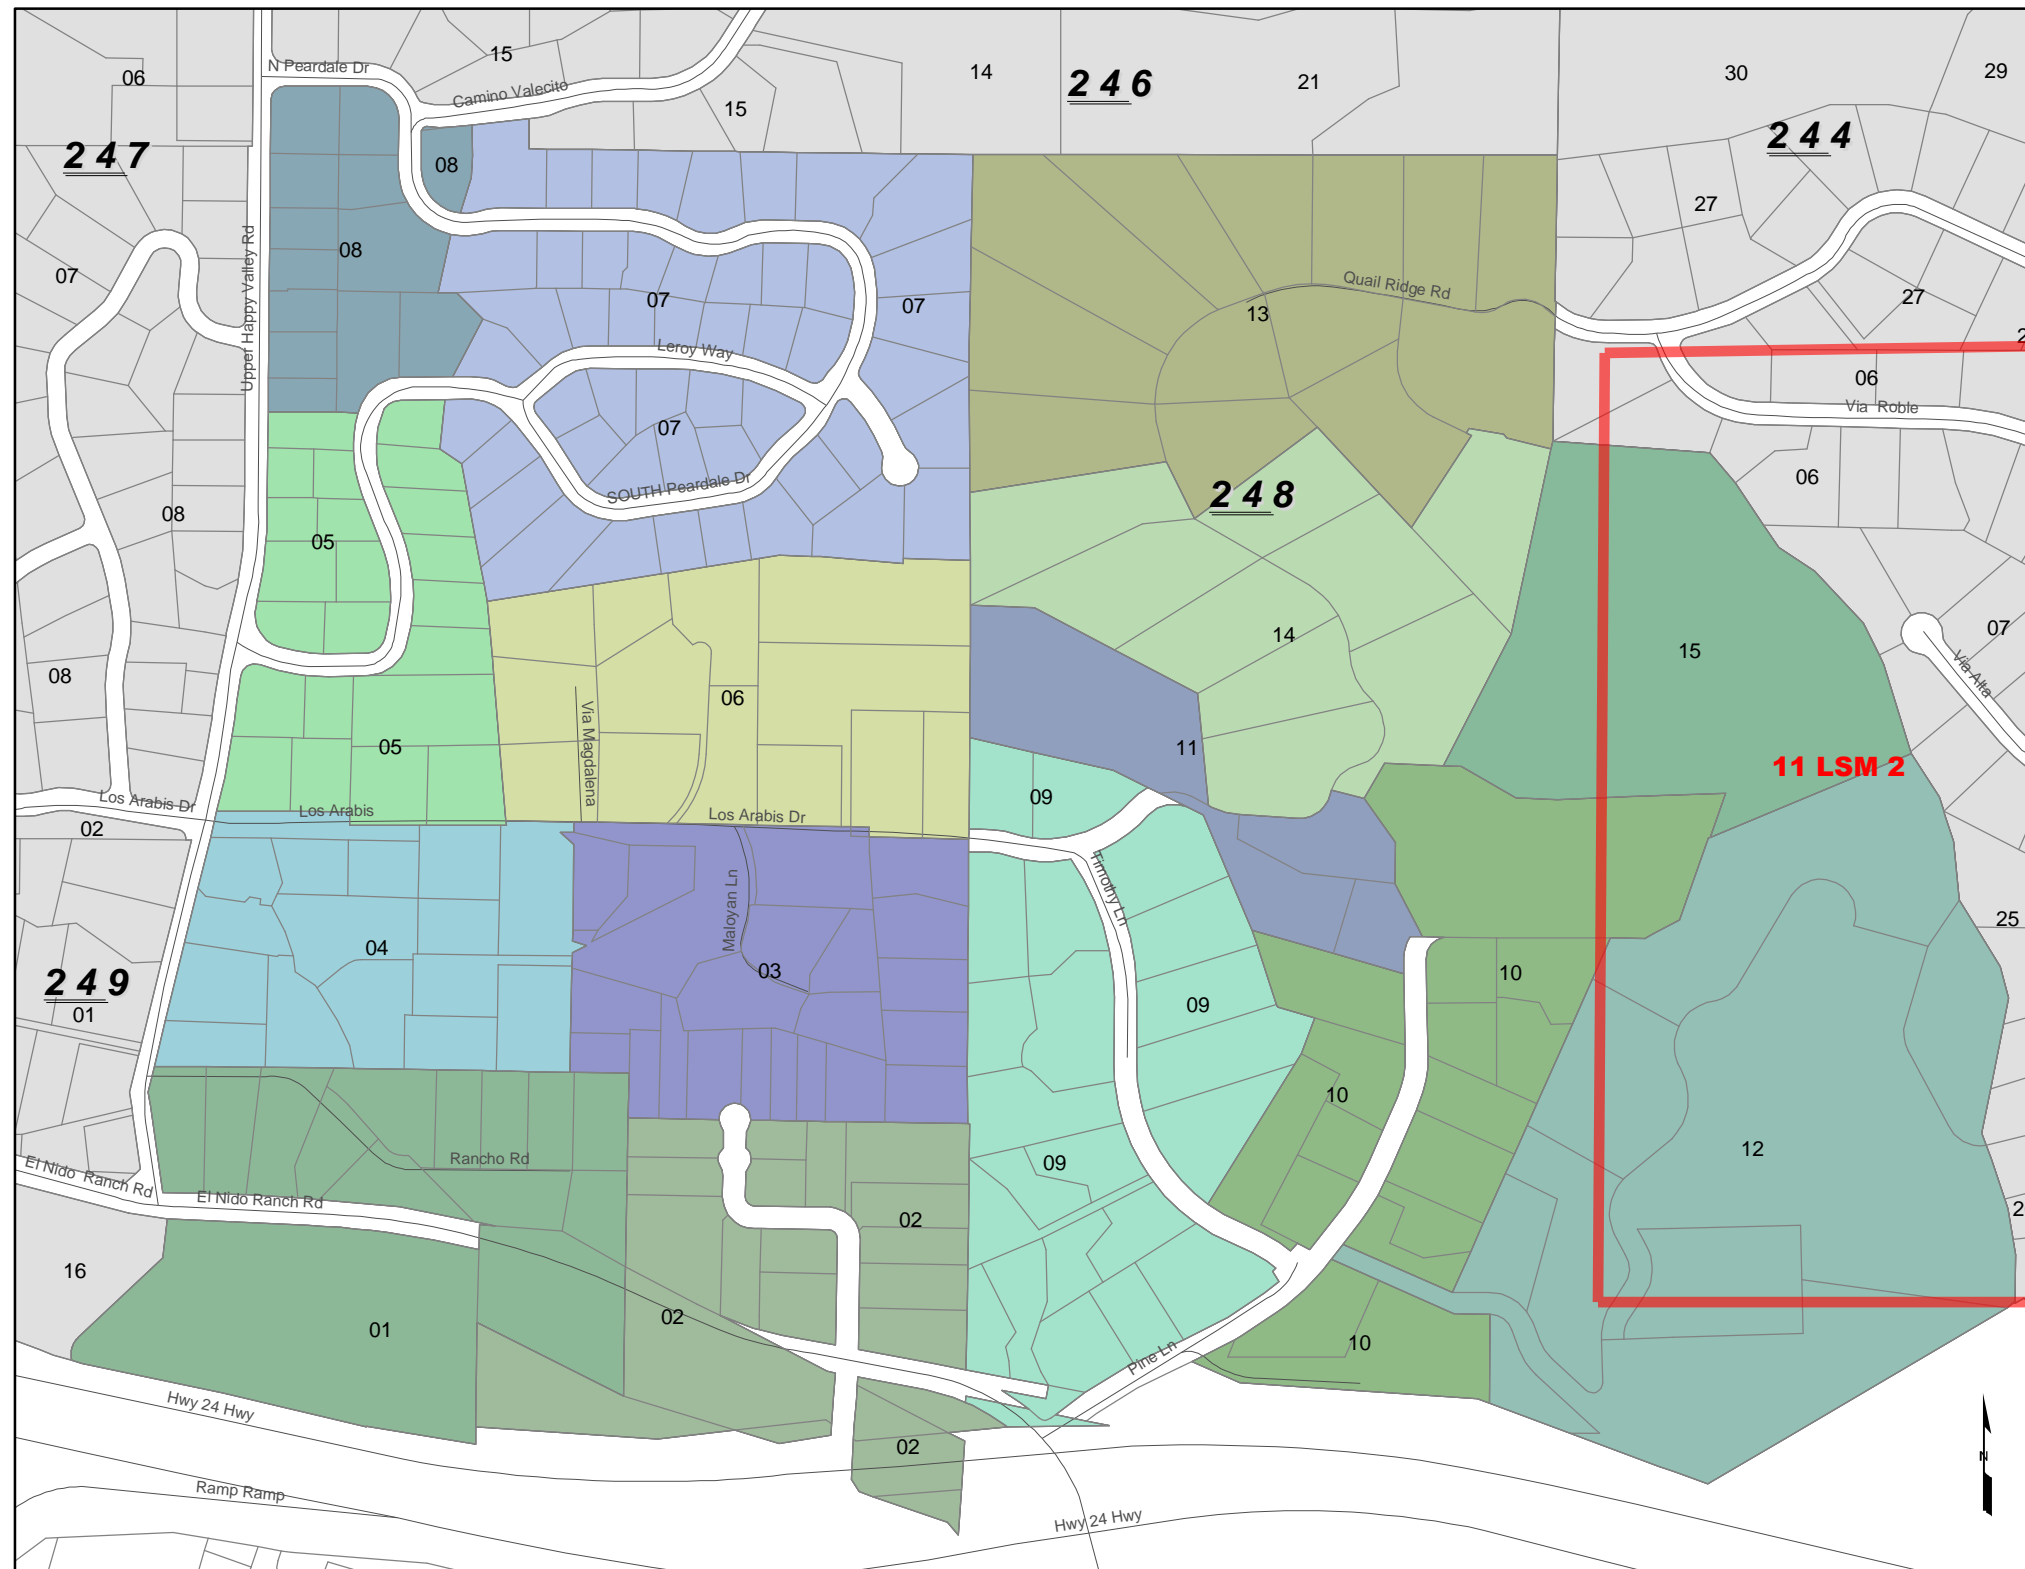 15
N Peardale Dr
06
14
246
21
30
29
Camino Valecito
15
244
247
08
27
08
Upper Happy Valley Rd
07
07
07
Quail Ridge Rd
13
27
2
Leroy Way
06
Via Roble
07
SOUTH Peardale Dr
248
06
08
05
14
07
15
Via Alta
08
06
Via Magdalena
05
11
11 LSM 2
09
Los Arabis Dr
Los Arabis
Los Arabis Dr
02
Timothy Ln
Maloyan Ln
25
04
03
10
249
01
09
10
12
Rancho Rd
09
El Nido Ranch Rd
El Nido Ranch Rd
02
2
16
02
01
10
Pine Ln
Hwy 24 Hwy
02
N
Ramp Ramp
Hwy 24 Hwy